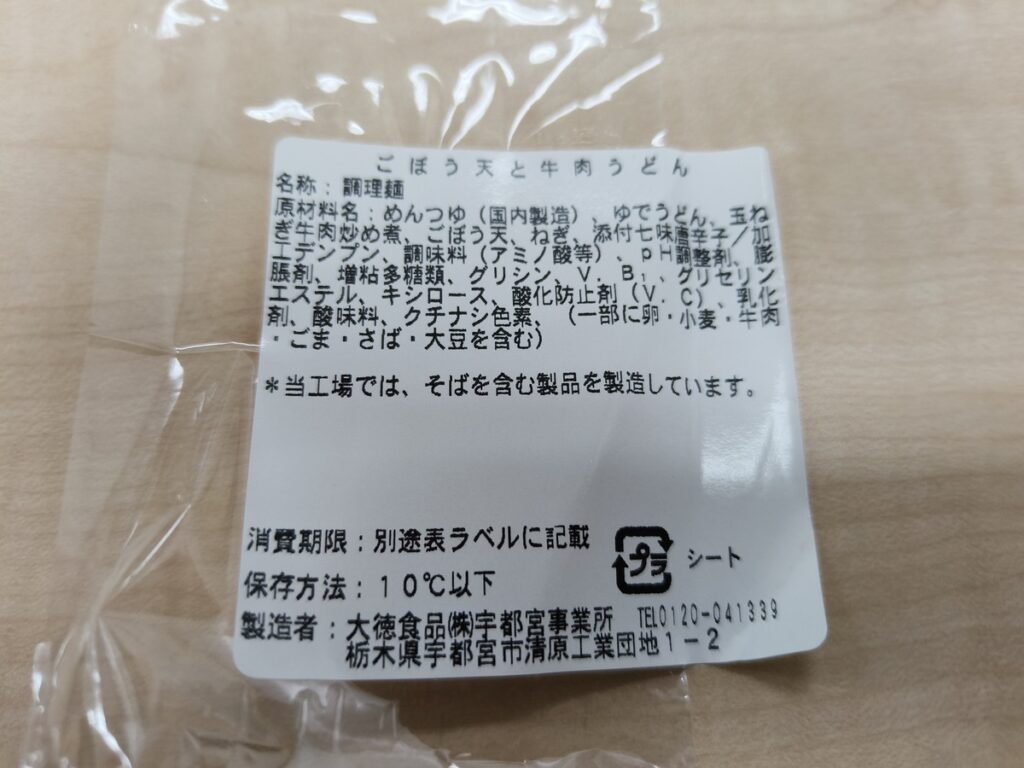 ごぼう天と牛肉うどん
名称：調理麺
原材料名：めんつゆ（国内製造）、ゆでうどん、玉ね
ぎ牛肉炒め煮、ごぼう天、ねぎ、添付七味唐辛子／加
工デンプン、調味料（アミノ酸等）、ｐＨ調整剤、膨
脹剤、増粘多糖類、グリシン、Ｖ．Ｂ₁、グリセリン
エステル、キシロース、酸化防止剤（Ｖ．Ｃ）、乳化
剤、酸味料、クチナシ色素、（一部に卵・小麦・牛肉
・ごま・さば・大豆を含む）
＊当工場では、そばを含む製品を製造しています。
消費期限：別途表ラベルに記載
プラ シート
保存方法：１０℃以下
製造者：大徳食品㈱宇都宮事業所 TEL0120-041339
栃木県宇都宮市清原工業団地１－２